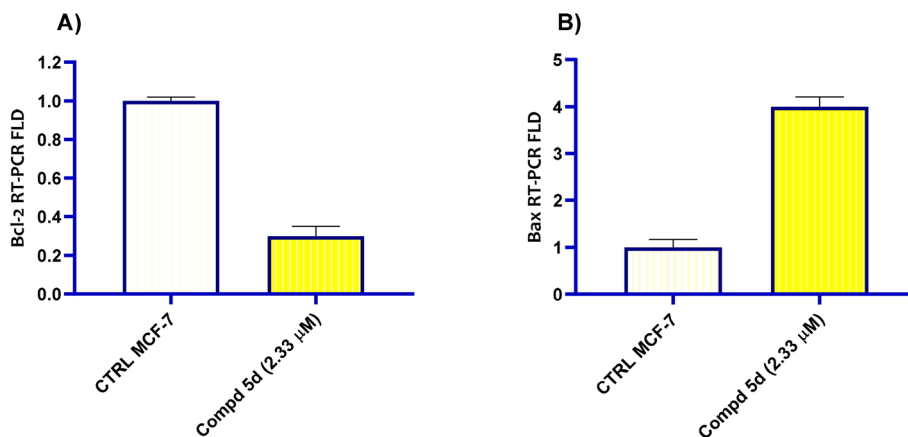 A)
Bcl-2 RT-PCR FLD
1.2
1.0
0.8
0.6
0.4
0.2
0.0
CTRL MCF-7
Compd 5d (2.33 μM)
B)
Bax RT-PCR FLD
5
4
3
2
1
0
CTRL MCF-7
Compd 5d (2.33 μM)